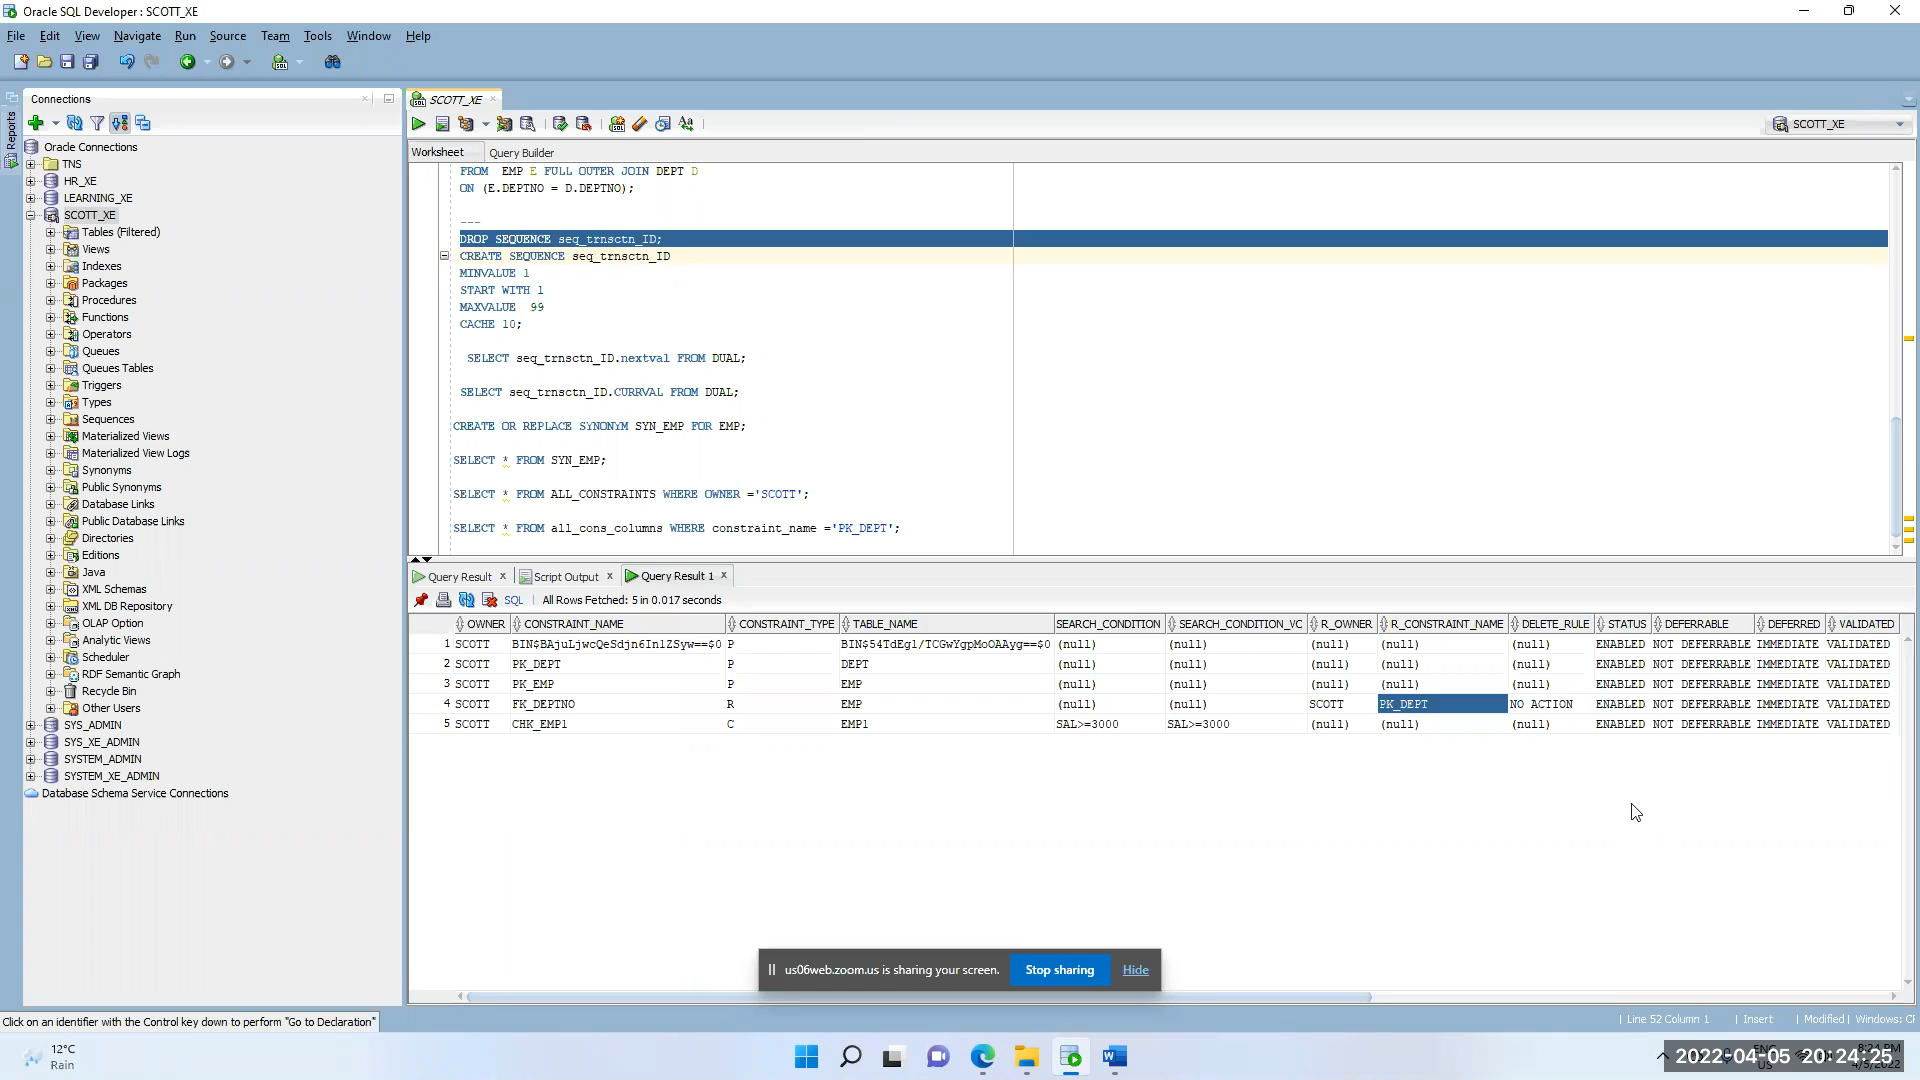 Oracle SQL Developer : SCOTT_XE
File Edit View Navigate Run Source Team Tools Window Help
Reports
Connections
Oracle Connections
TNS
HR_XE
LEARNING_XE
SCOTT_XE
Tables (Filtered)
Views
Indexes
Packages
Procedures
Functions
Operators
Queues
Queues Tables
Triggers
Types
Sequences
Materialized Views
Materialized View Logs
Synonyms
Public Synonyms
Database Links
Public Database Links
Directories
Editions
Java
XML Schemas
XML DB Repository
OLAP Option
Analytic Views
Scheduler
RDF Semantic Graph
Recycle Bin
Other Users
SYS_ADMIN
SYS_XE_ADMIN
SYSTEM_ADMIN
SYSTEM_XE_ADMIN
Database Schema Service Connections
SCOTT_XE
SCOTT_XE
Worksheet Query Builder
FROM EMP E FULL OUTER JOIN DEPT D
ON (E.DEPTNO = D.DEPTNO);
---
DROP SEQUENCE seq_trnsctn_ID;
CREATE SEQUENCE seq_trnsctn_ID
MINVALUE 1
START WITH 1
MAXVALUE 99
CACHE 10;
SELECT seq_trnsctn_ID.nextval FROM DUAL;
SELECT seq_trnsctn_ID.CURRVAL FROM DUAL;
CREATE OR REPLACE SYNONYM SYN_EMP FOR EMP;
SELECT * FROM SYN_EMP;
SELECT * FROM ALL_CONSTRAINTS WHERE OWNER ='SCOTT';
SELECT * FROM all_cons_columns WHERE constraint_name ='PK_DEPT';
Query Result Script Output Query Result 1
SQL All Rows Fetched: 5 in 0.017 seconds
OWNER CONSTRAINT_NAME CONSTRAINT_TYPE TABLE_NAME SEARCH_CONDITION SEARCH_CONDITION_VC R_OWNER R_CONSTRAINT_NAME DELETE_RULE STATUS DEFERRABLE DEFERRED VALIDATED
1 SCOTT BIN$BAjuLjwcQeSdjn6In1ZSyw==$0 P BIN$54TdEgl/TCGwYgpMoOAAyg==$0 (null) (null) (null) (null) (null) ENABLED NOT DEFERRABLE IMMEDIATE VALIDATED
2 SCOTT PK_DEPT P DEPT (null) (null) (null) (null) (null) ENABLED NOT DEFERRABLE IMMEDIATE VALIDATED
3 SCOTT PK_EMP P EMP (null) (null) (null) (null) (null) ENABLED NOT DEFERRABLE IMMEDIATE VALIDATED
4 SCOTT FK_DEPTNO R EMP (null) (null) SCOTT PK_DEPT NO ACTION ENABLED NOT DEFERRABLE IMMEDIATE VALIDATED
5 SCOTT CHK_EMP1 C EMP1 SAL>=3000 SAL>=3000 (null) (null) (null) ENABLED NOT DEFERRABLE IMMEDIATE VALIDATED
us06web.zoom.us is sharing your screen. Stop sharing Hide
Click on an identifier with the Control key down to perform "Go to Declaration"
Line 52 Column 1 Insert Modified Windows:
12°C
Rain
2022-04-05 20:24:25